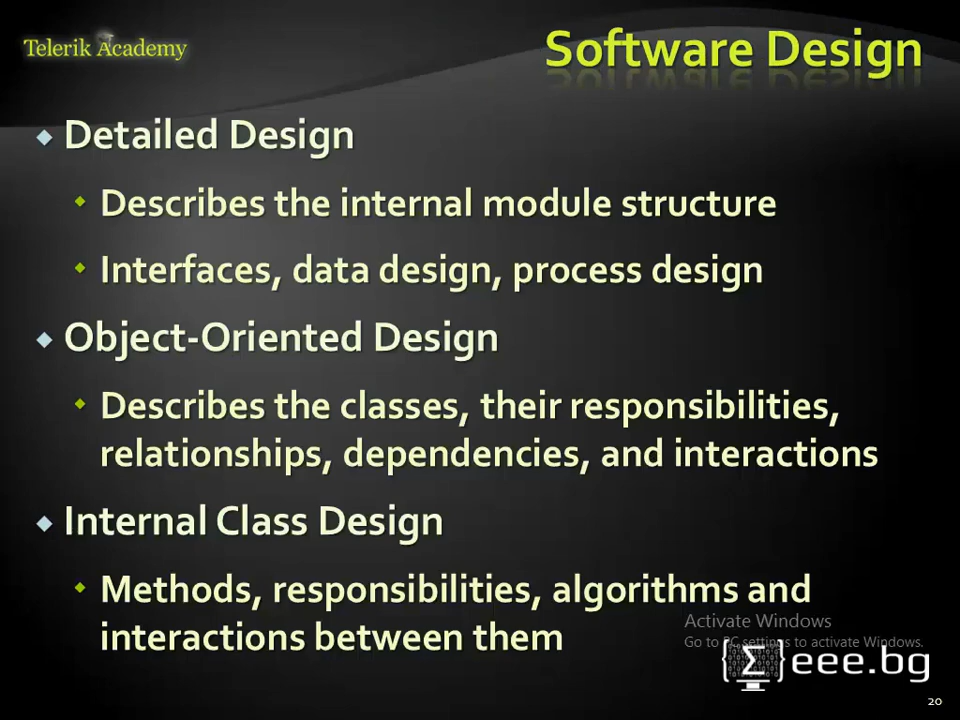 Telerik Academy
Software Design
Detailed Design
Describes the internal module structure
Interfaces, data design, process design
Object-Oriented Design
Describes the classes, their responsibilities,
relationships, dependencies, and interactions
Internal Class Design
Methods, responsibilities, algorithms and
interactions between them
Activate Windows
Go to PC settings to activate Windows.
{Σ}eee.bg
20